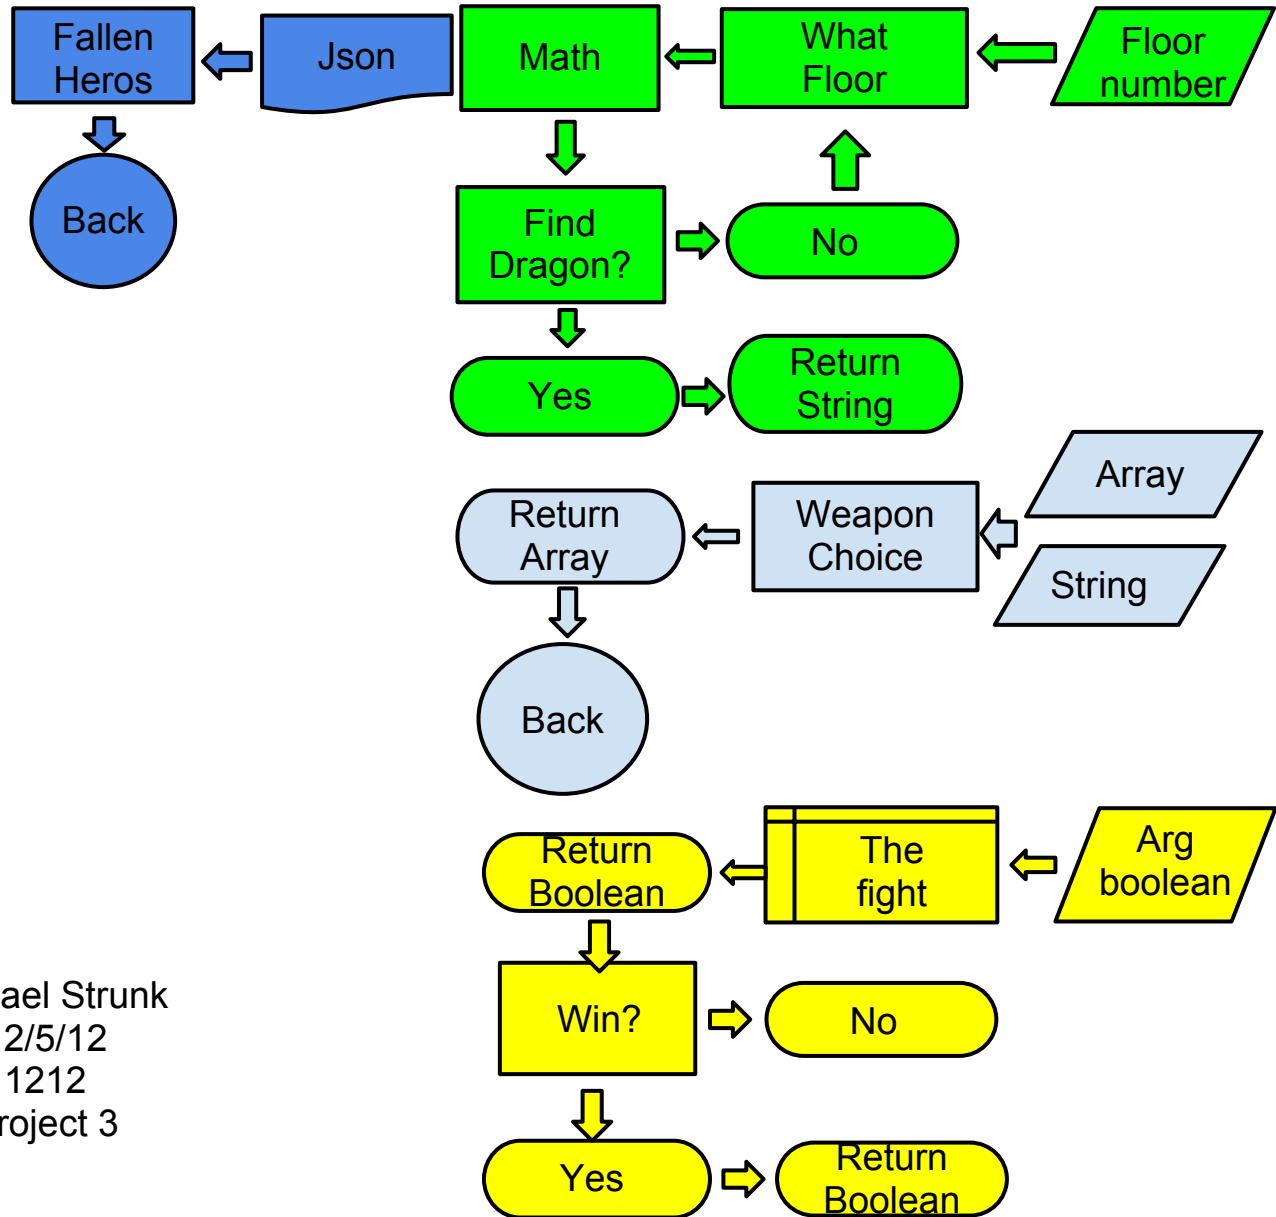 Fallen
Heros
Json
Math
What
Floor
Floor
number
Back
Find
Dragon?
No
Yes
Return
String
Return
Array
Weapon
Choice
Array
String
Back
Return
Boolean
The
fight
Arg
boolean
Win?
No
Yes
Return
Boolean
ael Strunk
2/5/12
1212
roject 3